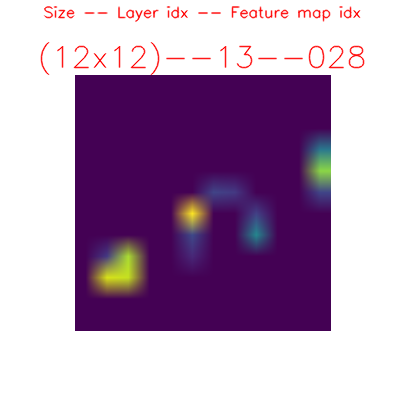 Size -- Layer idx -- Feature map idx
(12x12)--13--028